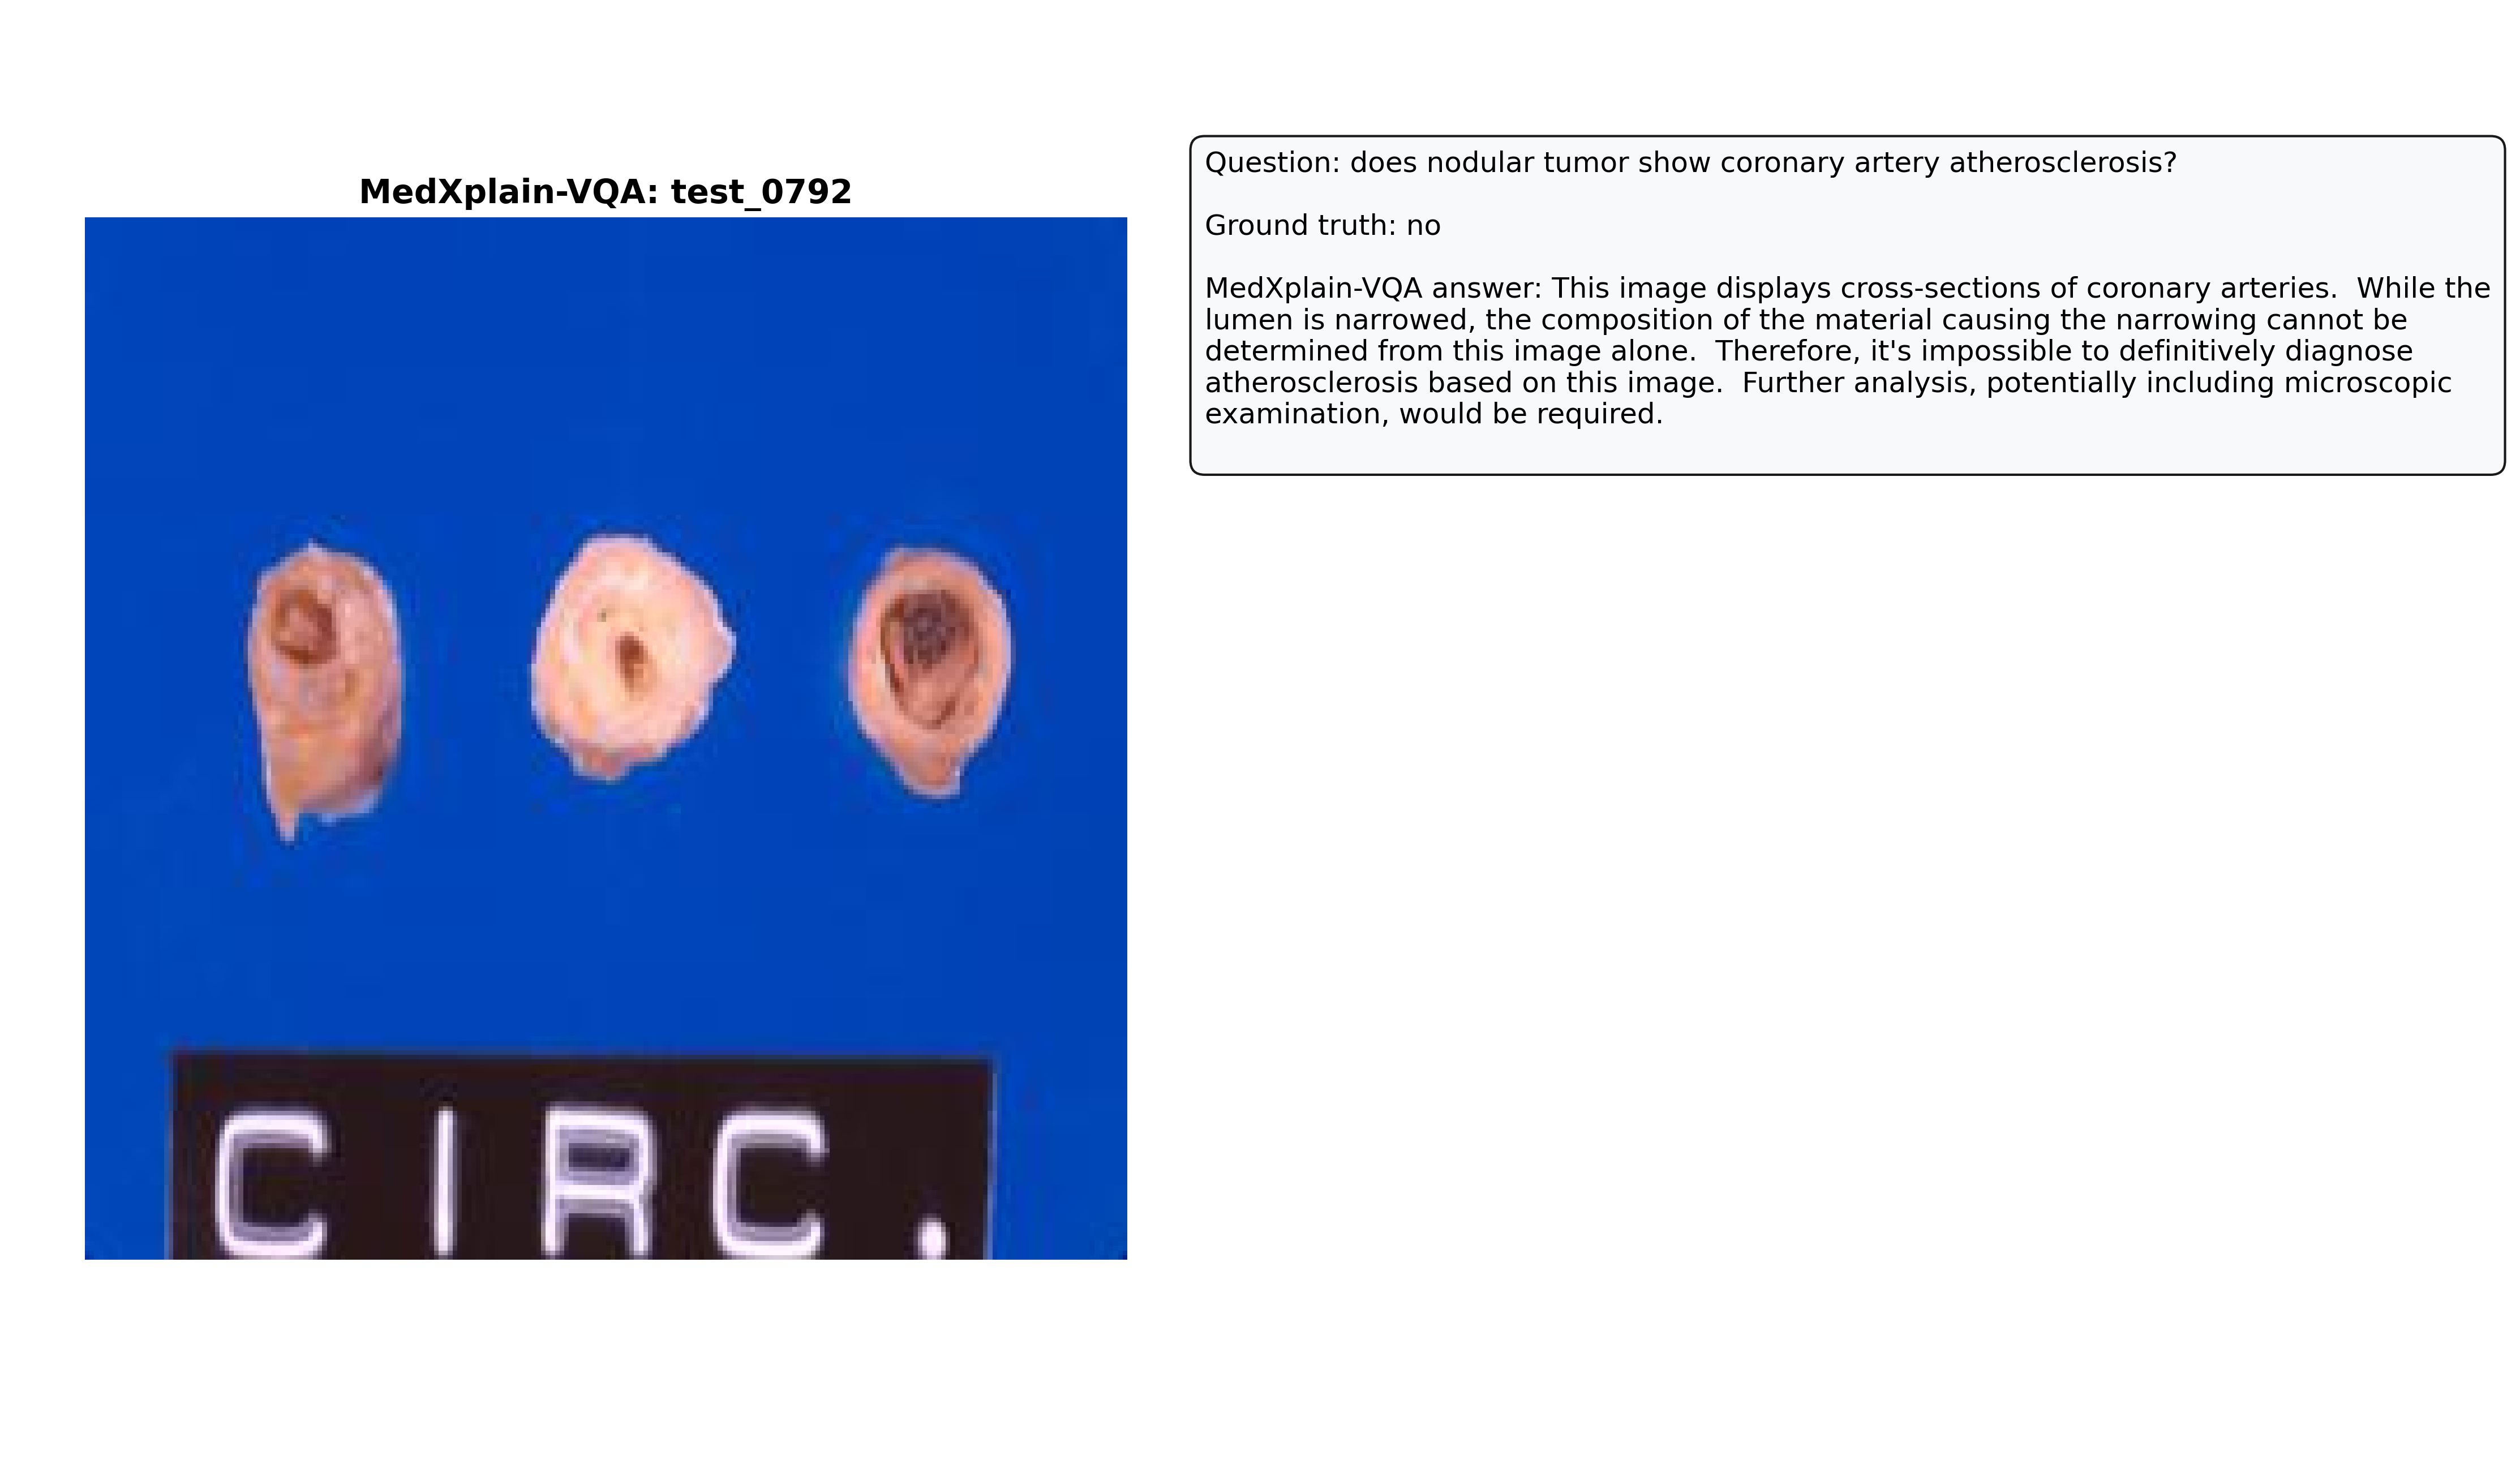 MedXplain-VQA: test_0792
Question: does nodular tumor show coronary artery atherosclerosis?
Ground truth: no
MedXplain-VQA answer: This image displays cross-sections of coronary arteries.  While the
lumen is narrowed, the composition of the material causing the narrowing cannot be
determined from this image alone.  Therefore, it's impossible to definitively diagnose
atherosclerosis based on this image.  Further analysis, potentially including microscopic
examination, would be required.
CIRC.